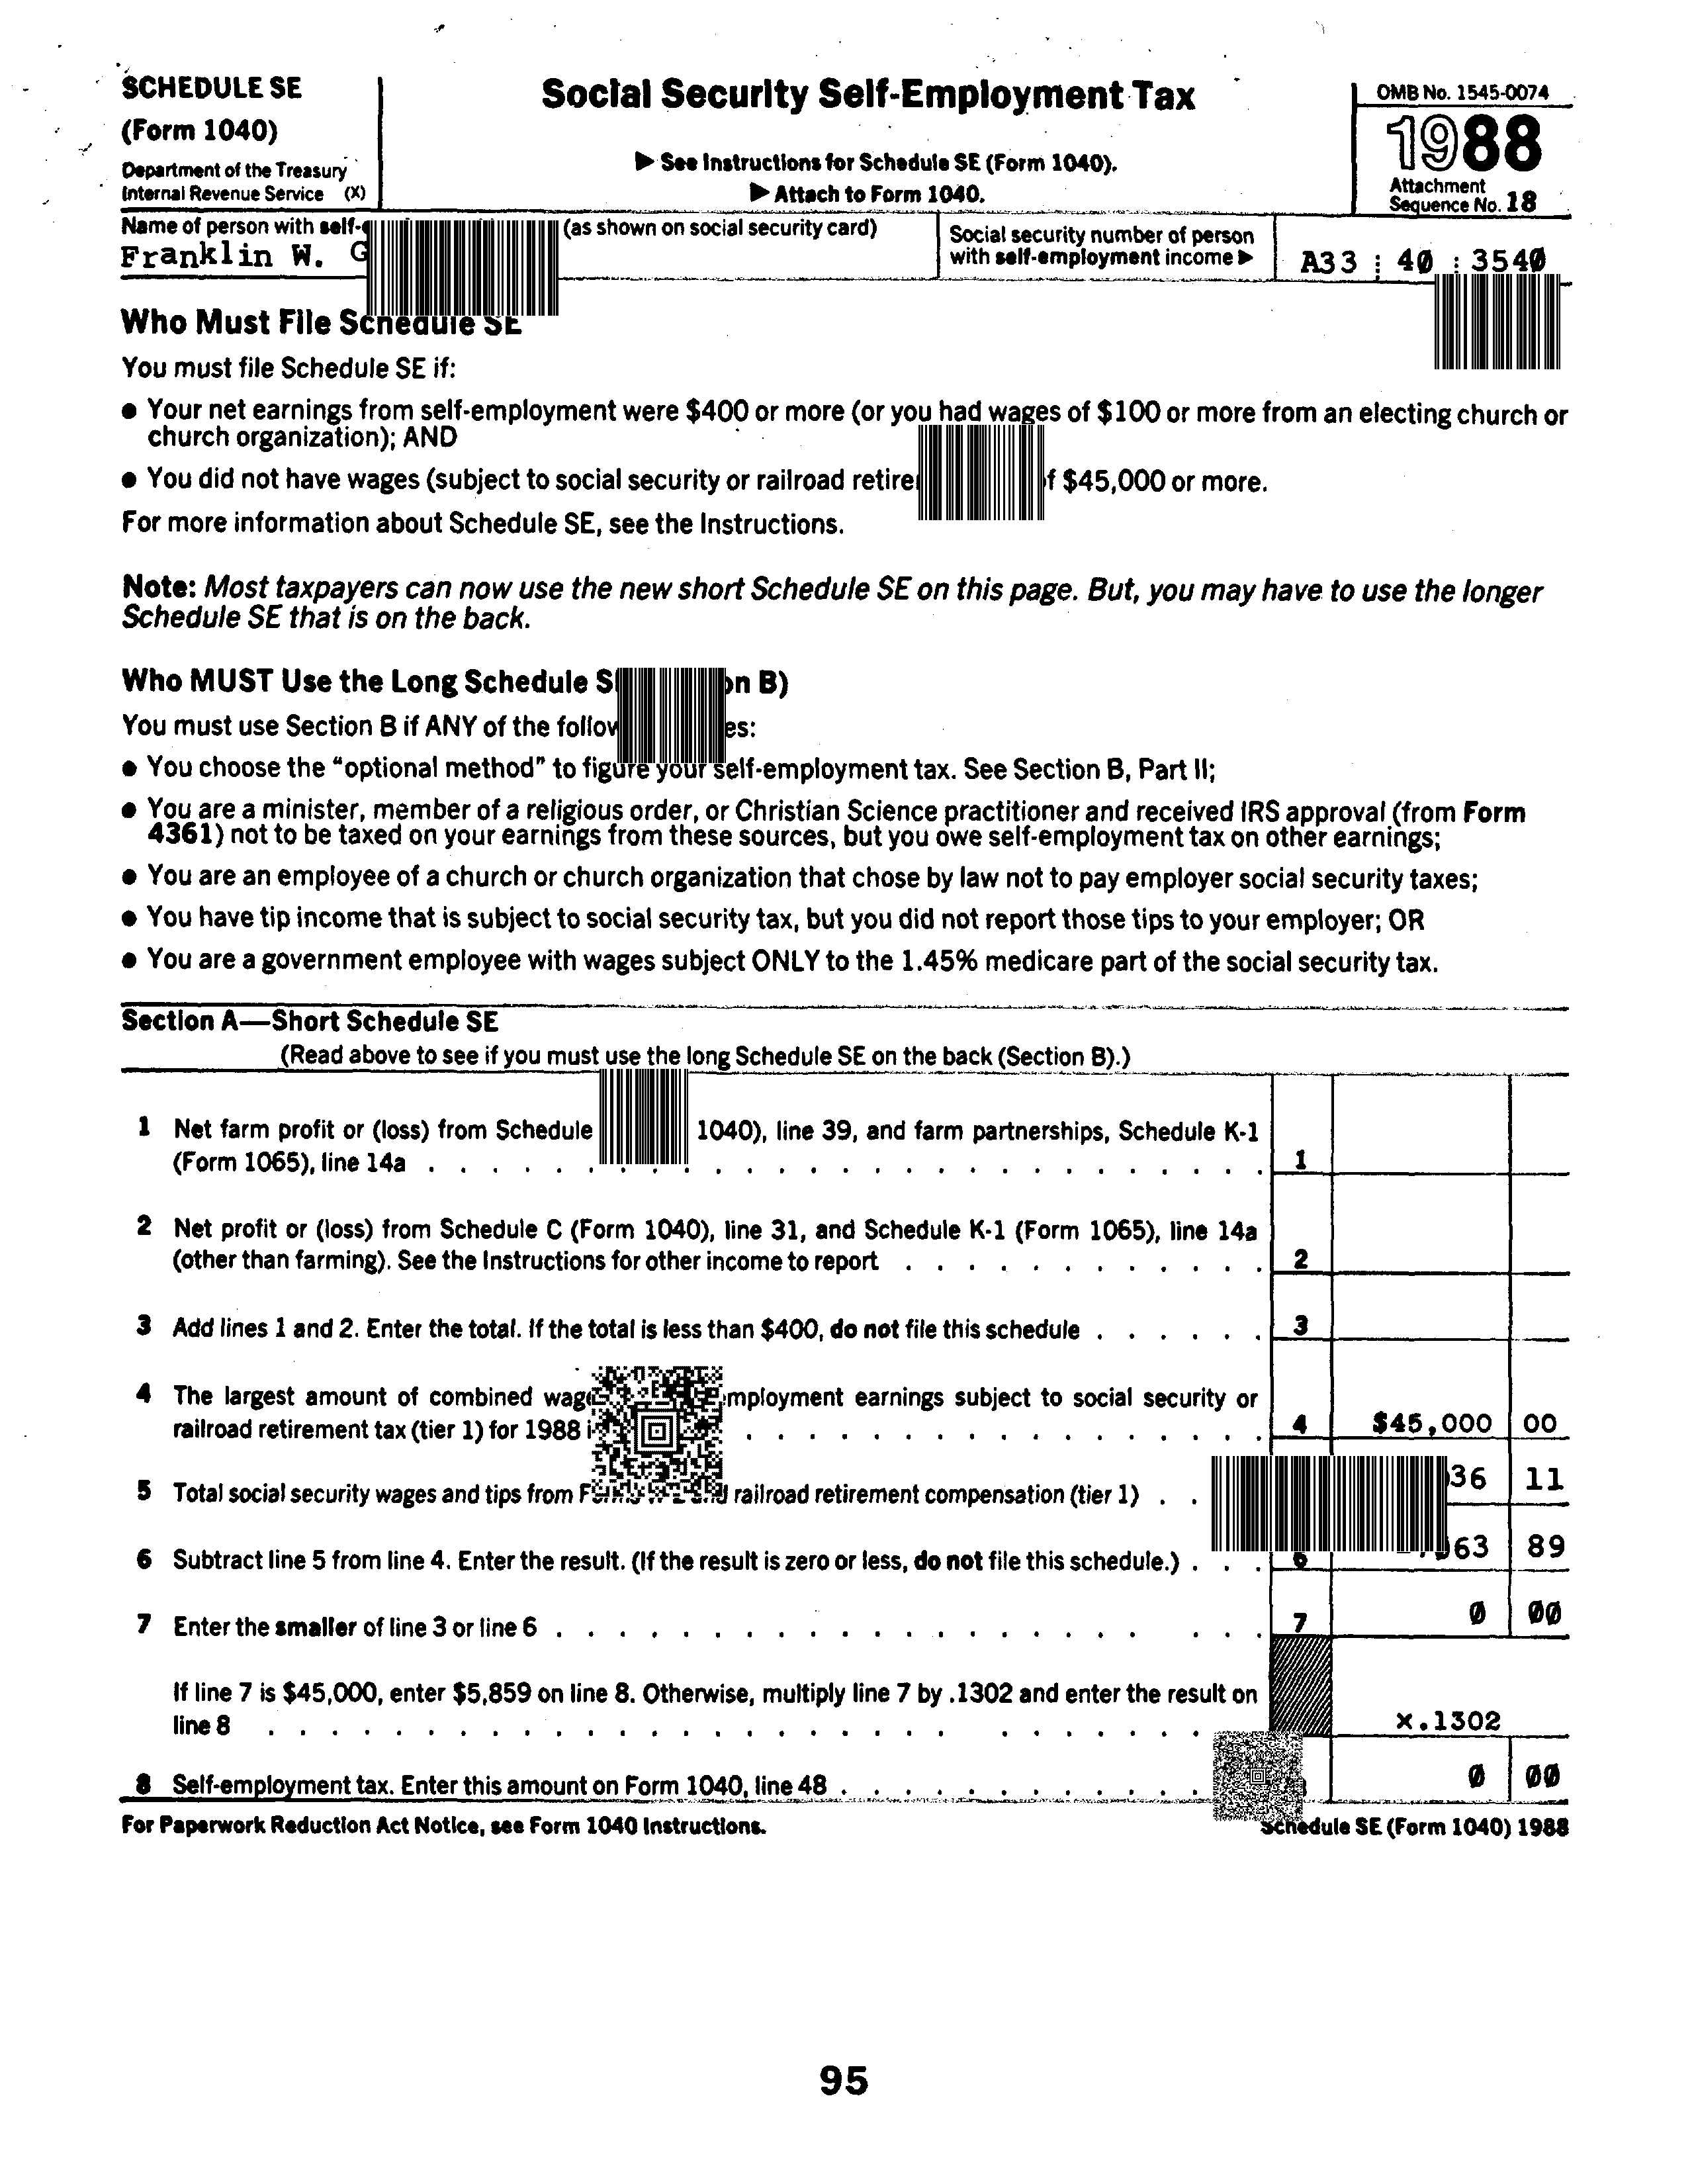 SCHEDULE SE
(Form 1040)
Department of the Treasury
Internal Revenue Service (X)
Social Security Self-Employment Tax
▶ See Instructions for Schedule SE (Form 1040).
▶ Attach to Form 1040.
OMB No. 1545-0074
1988
Attachment
Sequence No. 18
Name of person with (as shown on social security card)
Franklin W.
Social security number of person
with self-employment income ▶
A33 : 40 : 3540
Who Must File Schedule SE
You must file Schedule SE if:
● Your net earnings from self-employment were $400 or more (or you had wages of $100 or more from an electing church or
church organization); AND
● You did not have wages (subject to social security or railroad $45,000 or more.
For more information about Schedule SE, see the Instructions.
Note: Most taxpayers can now use the new short Schedule SE on this page. But, you may have to use the longer
Schedule SE that is on the back.
Who MUST Use the Long Schedule B)
You must use Section B if ANY of the
● You choose the “optional method” to figure your self-employment tax. See Section B, Part II;
● You are a minister, member of a religious order, or Christian Science practitioner and received IRS approval (from Form
4361) not to be taxed on your earnings from these sources, but you owe self-employment tax on other earnings;
● You are an employee of a church or church organization that chose by law not to pay employer social security taxes;
● You have tip income that is subject to social security tax, but you did not report those tips to your employer; OR
● You are a government employee with wages subject ONLY to the 1.45% medicare part of the social security tax.
Section A—Short Schedule SE
(Read above to see if you must use the long Schedule SE on the back (Section B).)
1 Net farm profit or (loss) from Schedule 1040), line 39, and farm partnerships, Schedule K-1
(Form 1065), line 14a . . . . . . . . . . . . . . . . . . . . . . . . . . 1
2 Net profit or (loss) from Schedule C (Form 1040), line 31, and Schedule K-1 (Form 1065), line 14a
(other than farming). See the Instructions for other income to report . . . . . . . . . . . . 2
3 Add lines 1 and 2. Enter the total. If the total is less than $400, do not file this schedule . . . . . . 3
4 The largest amount of combined earnings subject to social security or
railroad retirement tax (tier 1) for 1988 . . . . . . . . . . . . . . . . . 4 $45,000 00
5 Total social security wages and tips from railroad retirement compensation (tier 1) . . 11
6 Subtract line 5 from line 4. Enter the result. (If the result is zero or less, do not file this schedule.) . . . 6 89
7 Enter the smaller of line 3 or line 6 . . . . . . . . . . . . . . . . . . . . . . 7 0 00
If line 7 is $45,000, enter $5,859 on line 8. Otherwise, multiply line 7 by .1302 and enter the result on
line 8 . . . . . . . . . . . . . . . . . . . . . . . . . . . . x.1302
8 Self-employment tax. Enter this amount on Form 1040, line 48 . . . . . . . . . . . . 0 00
For Paperwork Reduction Act Notice, see Form 1040 Instructions.
Schedule SE (Form 1040) 1988
95